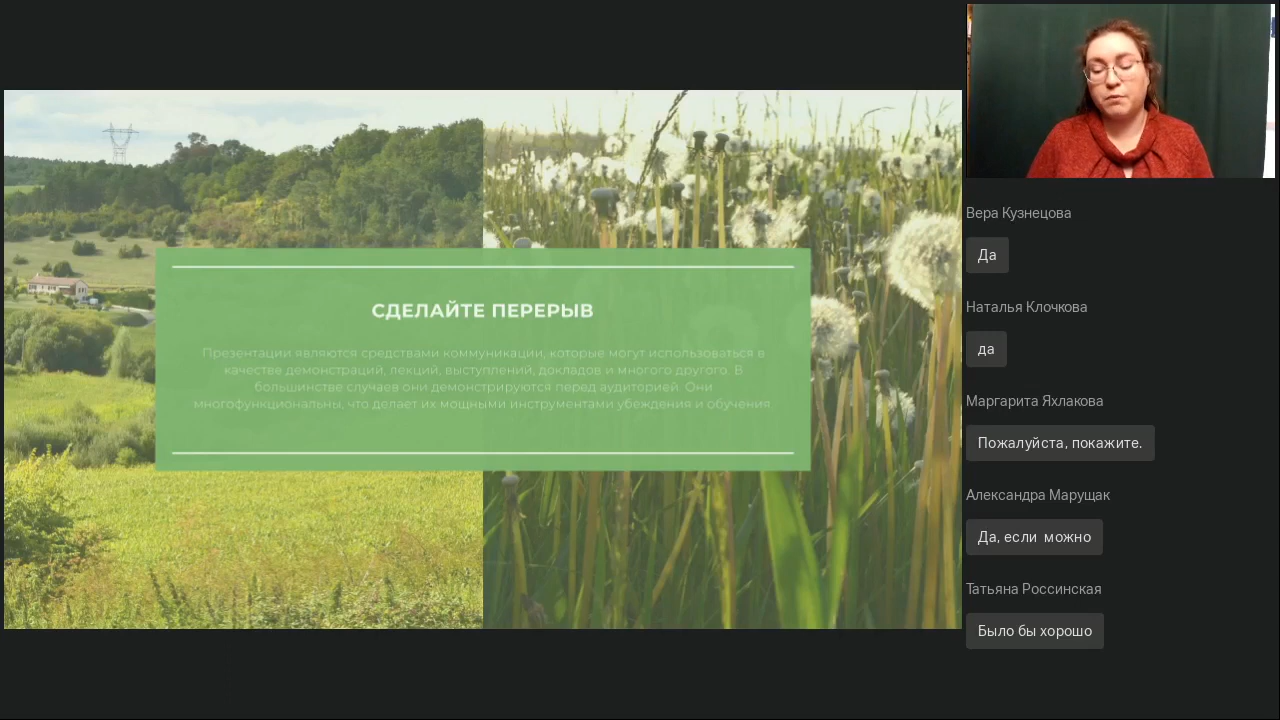 СДЕЛАЙТЕ ПЕРЕРЫВ
Презентации являются средствами коммуникации, которые могут использоваться в
качестве демонстраций, лекций, выступлений, докладов и многого другого. В
большинстве случаев они демонстрируются перед аудиторией. Они
многофункциональны, что делает их мощными инструментами убеждения и обучения.
Вера Кузнецова
Да
Наталья Клочкова
да
Маргарита Яхлакова
Пожалуйста, покажите.
Александра Марущак
Да, если можно
Татьяна Россинская
Было бы хорошо